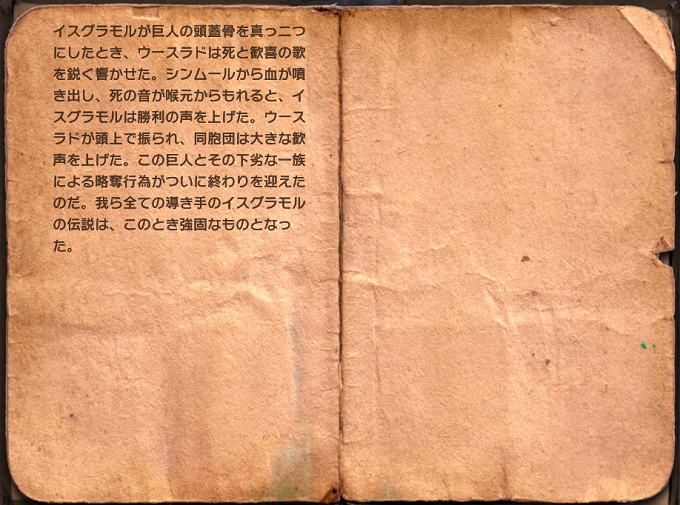 イスグラモルが巨人の頭蓋骨を真っ二つ
にしたとき、ウースラドは死と歓喜の歌
を鋭く響かせた。シンムールから血が噴
き出し、死の音が喉元からもれると、イ
スグラモルは勝利の声を上げた。ウース
ラドが頭上で振られ、同胞団は大きな歓
声を上げた。この巨人とその下劣な一族
による略奪行為がついに終わりを迎えた
のだ。我ら全ての導き手のイスグラモル
の伝説は、このとき強固なものとなっ
た。